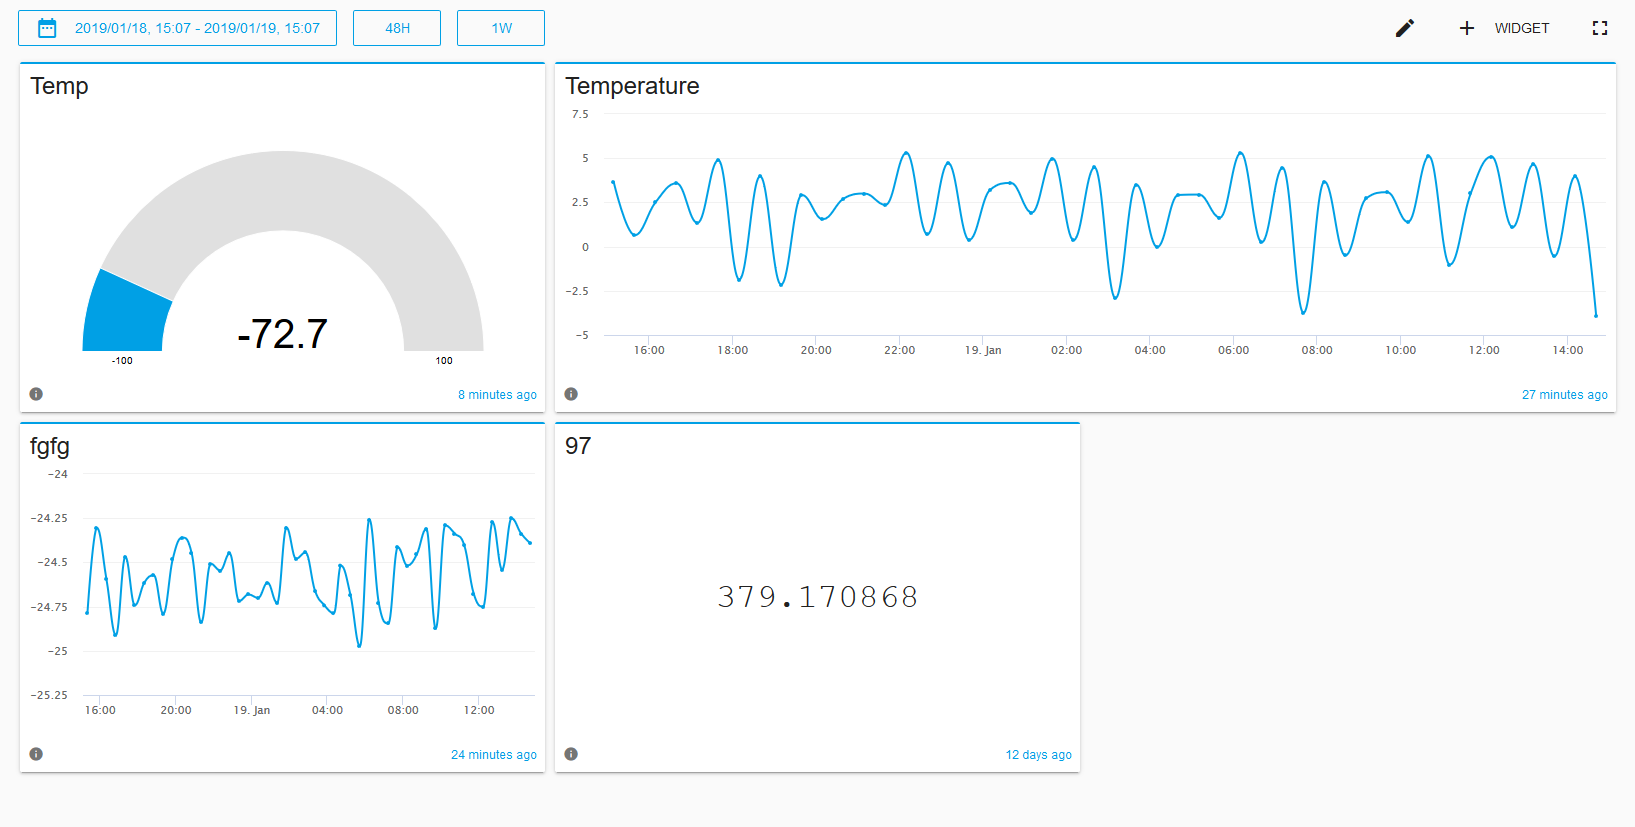 2019/01/18, 15:07 - 2019/01/19, 15:07 48H 1W WIDGET
Temp
-72.7
-100 100
8 minutes ago
Temperature
7.5
5
2.5
0
−2.5
−5
16:00 18:00 20:00 22:00 19. Jan 02:00 04:00 06:00 08:00 10:00 12:00 14:00
27 minutes ago
fgfg
−24
−24.25
−24.5
−24.75
−25
−25.25
16:00 20:00 19. Jan 04:00 08:00 12:00
24 minutes ago
97
379.170868
12 days ago